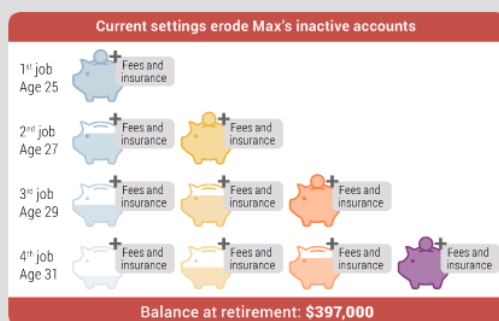 Current settings erode Max's inactive accounts
1st job
Age 25
Fees and
insurance
2nd job
Age 27
Fees and
insurance
Fees and
insurance
3rd job
Age 29
Fees and
insurance
Fees and
insurance
Fees and
insurance
4th job
Age 31
Fees and
insurance
Fees and
insurance
Fees and
insurance
Fees and
insurance
Balance at retirement: $397,000